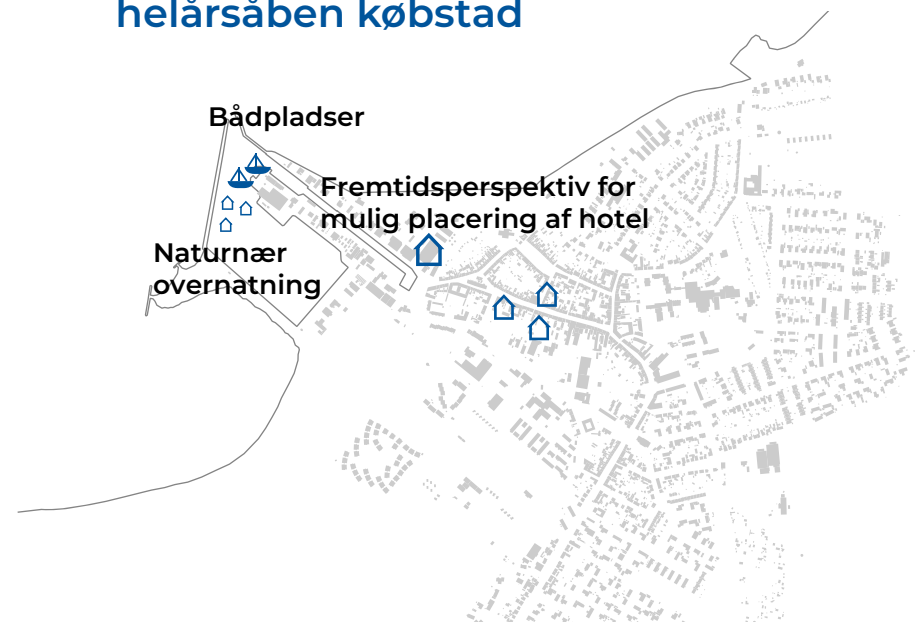 helårsåben købstad
Bådpladser
Fremtidsperspektiv for
mulig placering af hotel
Naturnær
overnatning